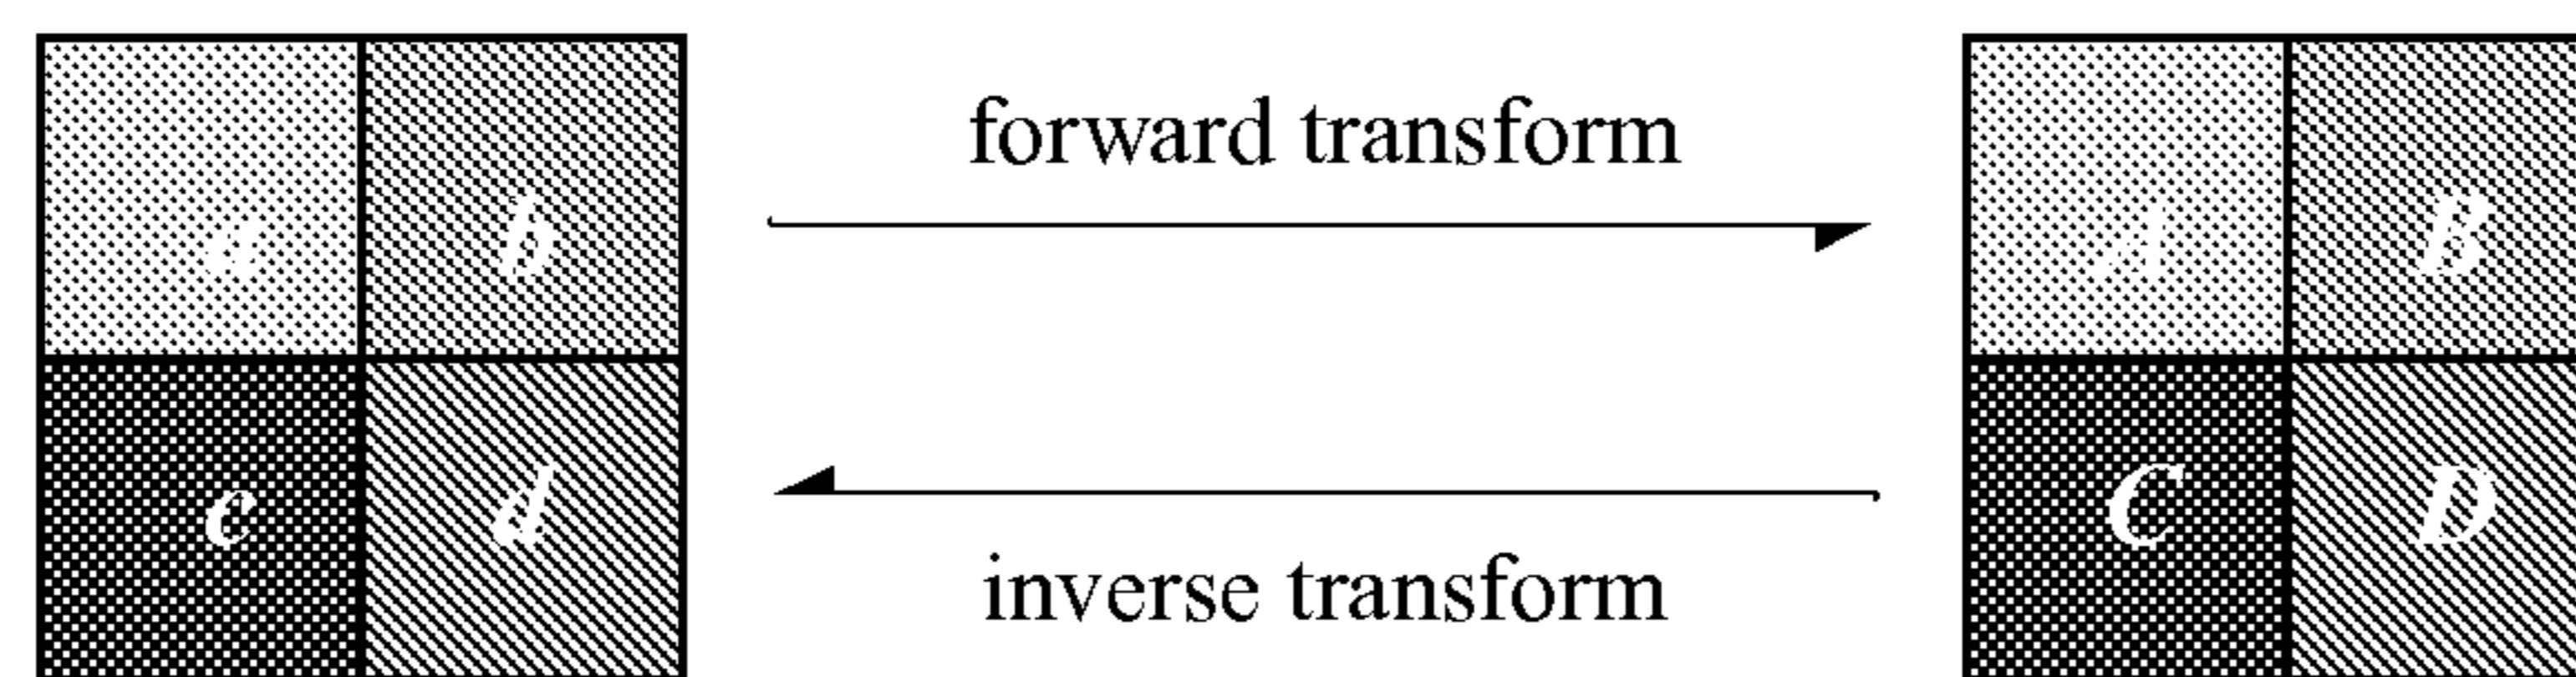 a b
forward transform
A B
c d
inverse transform
C D